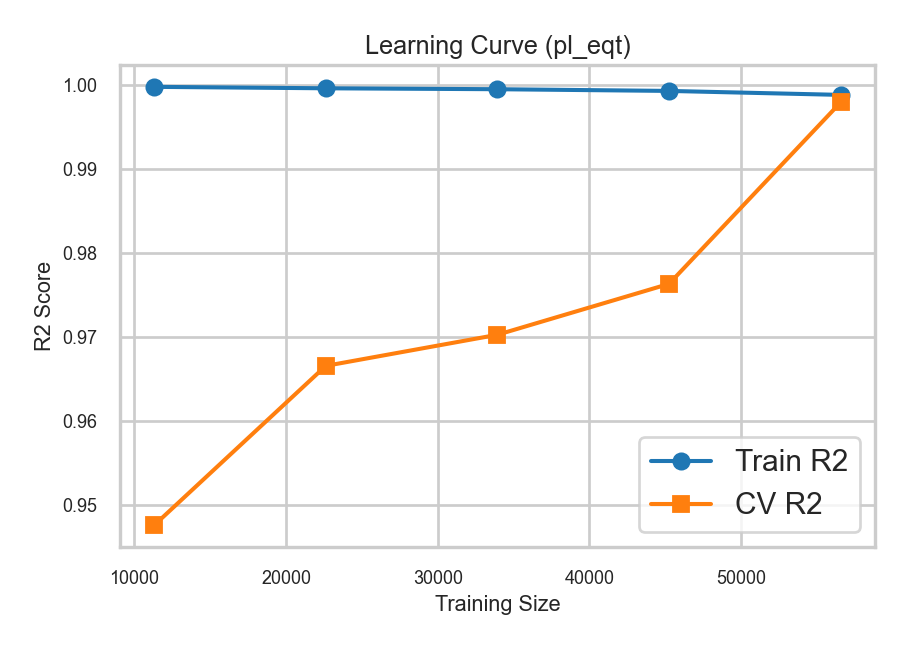 Learning Curve (pl_eqt)
1.00
0.99
0.98
0.97
0.96
0.95
R2 Score
Train R2
CV R2
10000 20000 30000 40000 50000
Training Size